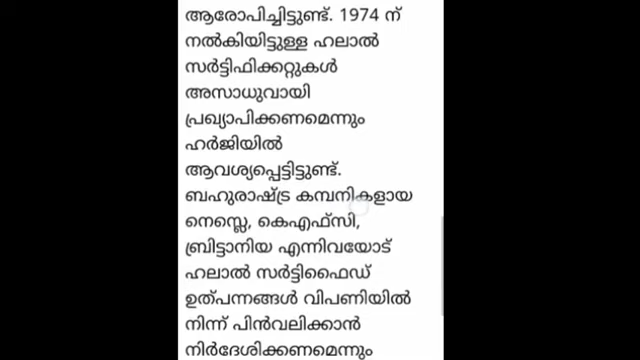 ആരോപിച്ചിട്ടുണ്ട്. 1974 ന്
നൽകിയിട്ടുള്ള ഹലാൽ
സർട്ടിഫിക്കറ്റുകൾ
അസാധുവായി
പ്രഖ്യാപിക്കണമെന്നും
ഹർജിയിൽ
ആവശ്യപ്പെട്ടിട്ടുണ്ട്.
ബഹുരാഷ്ട്ര കമ്പനികളായ
നെസ്ലെ, കെഎഫ്സി,
ബ്രിട്ടാനിയ എന്നിവയോട്
ഹലാൽ സർട്ടിഫൈഡ്
ഉത്പന്നങ്ങൾ വിപണിയിൽ
നിന്ന് പിൻവലിക്കാൻ
നിർദേശിക്കണമെന്നും